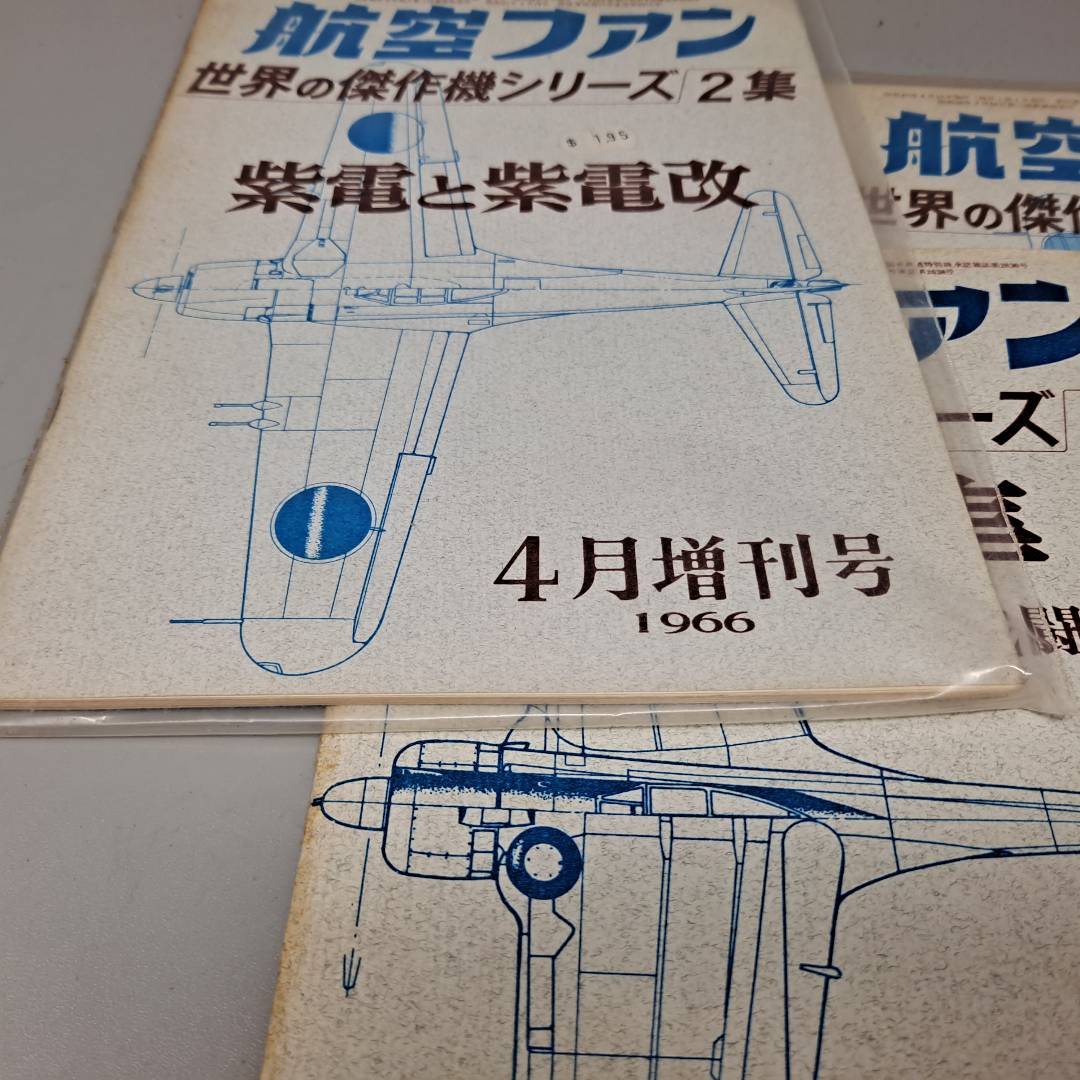 航空ファン
世界の傑作機シリーズ 2集
$ 1.95
紫電と紫電改
4月増刊号
1966
航空
世界の傑作
ァン
ーズ